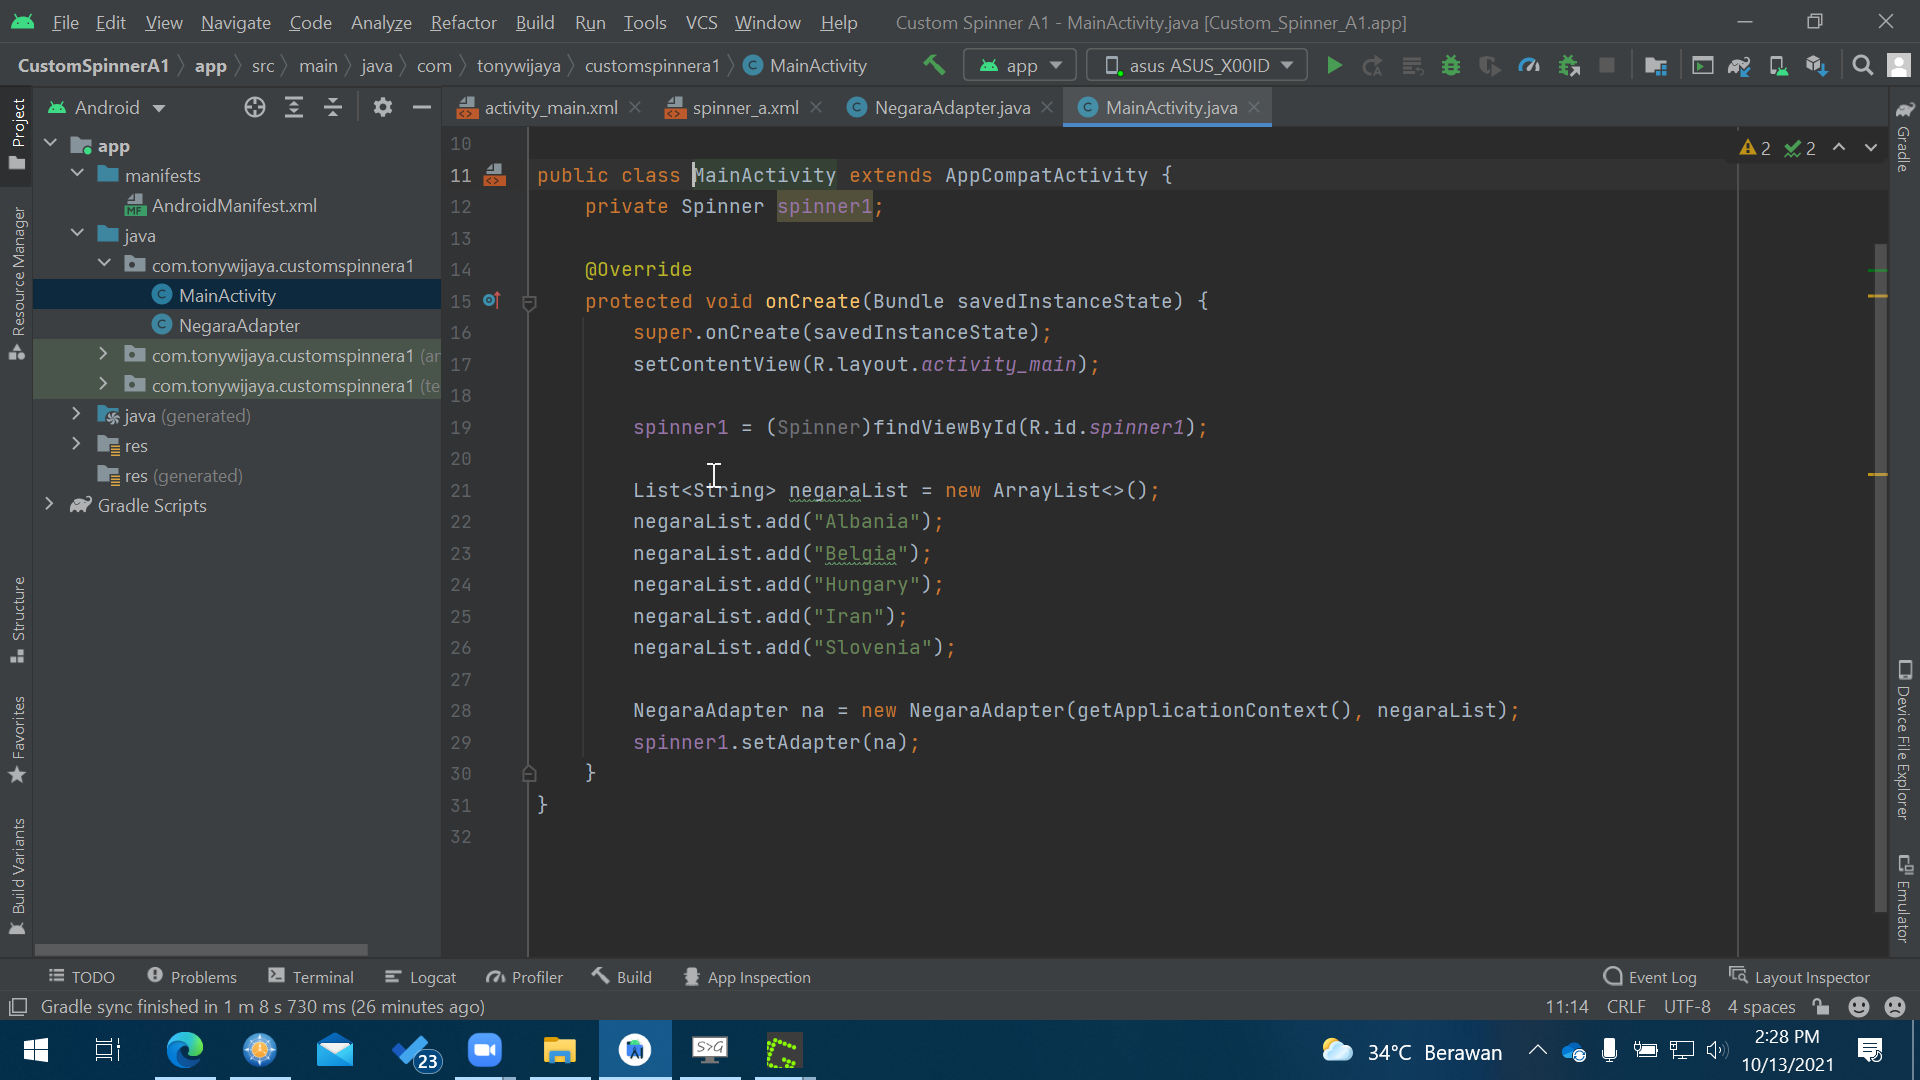 File Edit View Navigate Code Analyze Refactor Build Run Tools VCS Window Help Custom Spinner A1 - MainActivity.java [Custom_Spinner_A1.app]
CustomSpinnerA1 app src main java com tonywijaya customspinnera1 C MainActivity app asus ASUS_X00ID
Project
Resource Manager
Structure
Favorites
Build Variants
Android
app
manifests
MF AndroidManifest.xml
java
com.tonywijaya.customspinnera1
C MainActivity
C NegaraAdapter
com.tonywijaya.customspinnera1 (an
com.tonywijaya.customspinnera1 (te
java (generated)
res
res (generated)
Gradle Scripts
activity_main.xml spinner_a.xml C NegaraAdapter.java C MainActivity.java
2 2
10
11 public class MainActivity extends AppCompatActivity {
12 private Spinner spinner1;
13
14 @Override
15 protected void onCreate(Bundle savedInstanceState) {
16 super.onCreate(savedInstanceState);
17 setContentView(R.layout.activity_main);
18
19 spinner1 = (Spinner)findViewById(R.id.spinner1);
20
21 List<String> negaraList = new ArrayList<>();
22 negaraList.add("Albania");
23 negaraList.add("Belgia");
24 negaraList.add("Hungary");
25 negaraList.add("Iran");
26 negaraList.add("Slovenia");
27
28 NegaraAdapter na = new NegaraAdapter(getApplicationContext(), negaraList);
29 spinner1.setAdapter(na);
30 }
31 }
32
Gradle
Device File Explorer
Emulator
TODO Problems Terminal Logcat Profiler Build App Inspection Event Log Layout Inspector
Gradle sync finished in 1 m 8 s 730 ms (26 minutes ago) 11:14 CRLF UTF-8 4 spaces
23 S>G 34°C Berawan 2:28 PM
10/13/2021